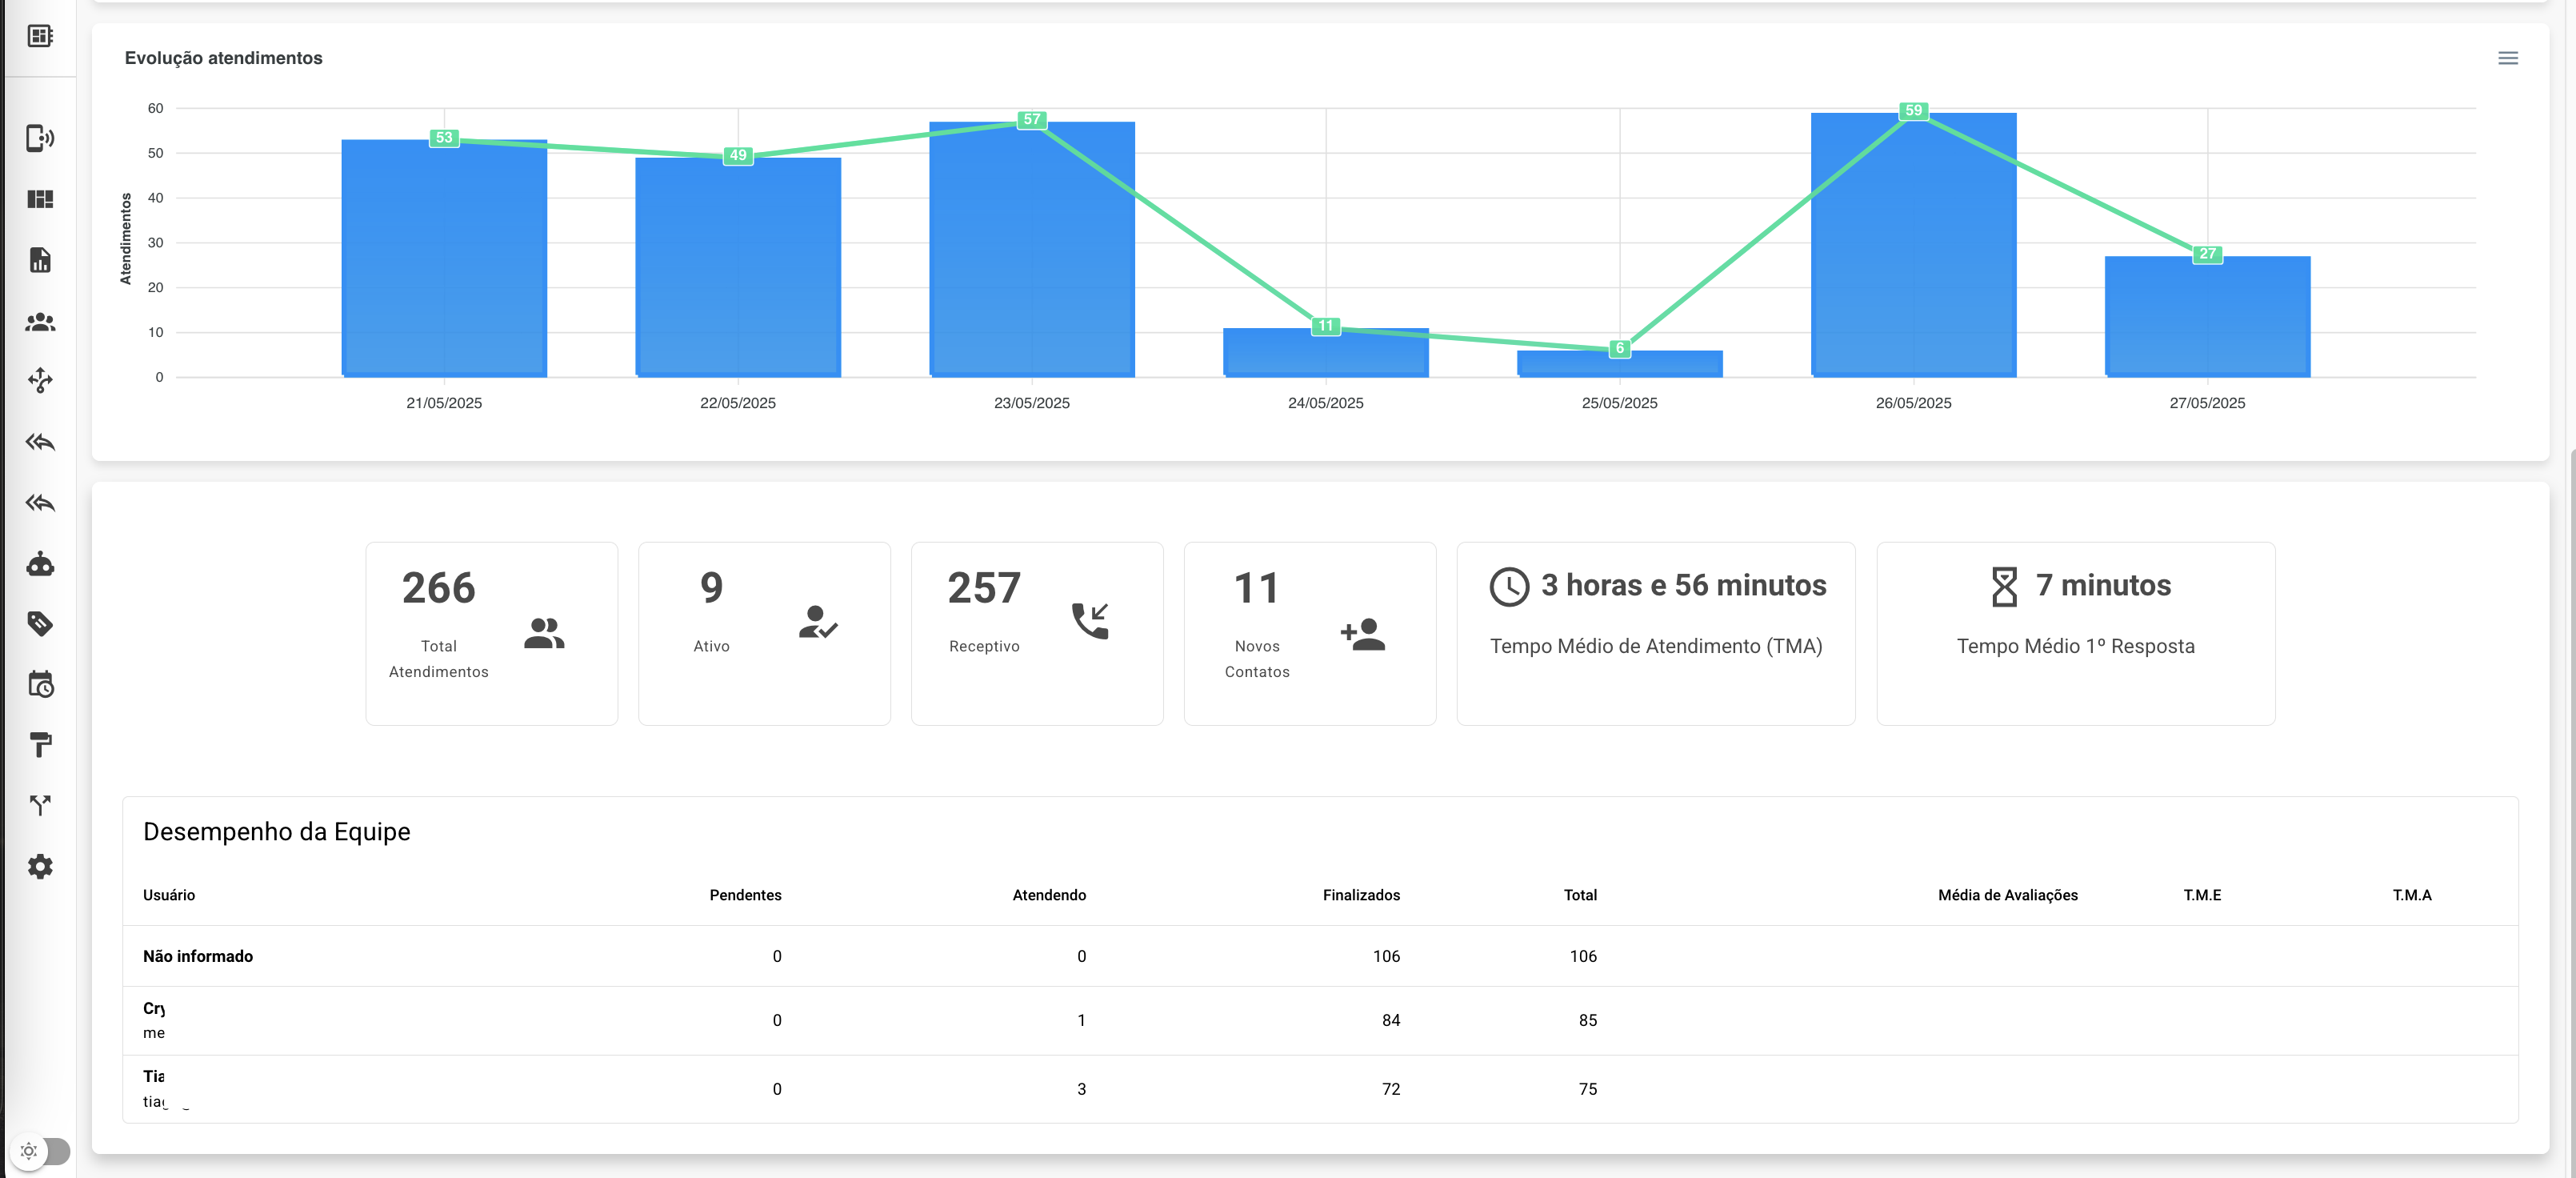 Evolução atendimentos
Atendimentos
60
50
40
30
20
10
0
53
49
57
11
6
59
27
21/05/2025 22/05/2025 23/05/2025 24/05/2025 25/05/2025 26/05/2025 27/05/2025
266
Total
Atendimentos
9
Ativo
257
Receptivo
11
Novos
Contatos
3 horas e 56 minutos
Tempo Médio de Atendimento (TMA)
7 minutos
Tempo Médio 1º Resposta
Desempenho da Equipe
Usuário Pendentes Atendendo Finalizados Total Média de Avaliações T.M.E T.M.A
Não informado 0 0 106 106
Cry 0 1 84 85
me
Tia 0 3 72 75